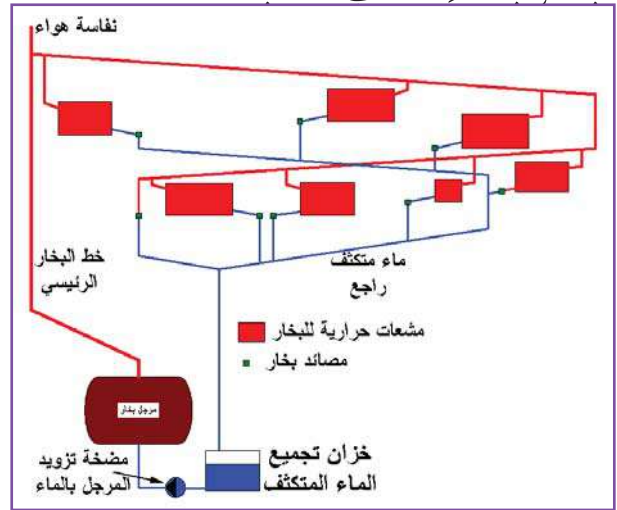 نفاسة هواء
خط البخار
الرئيسي
ماء متكثف
راجع
مشعات حرارية للبخار
مصائد بخار
مرجل بخار
خزان تجميع
الماء المتكثف
مضخة تزويد
المرجل بالماء